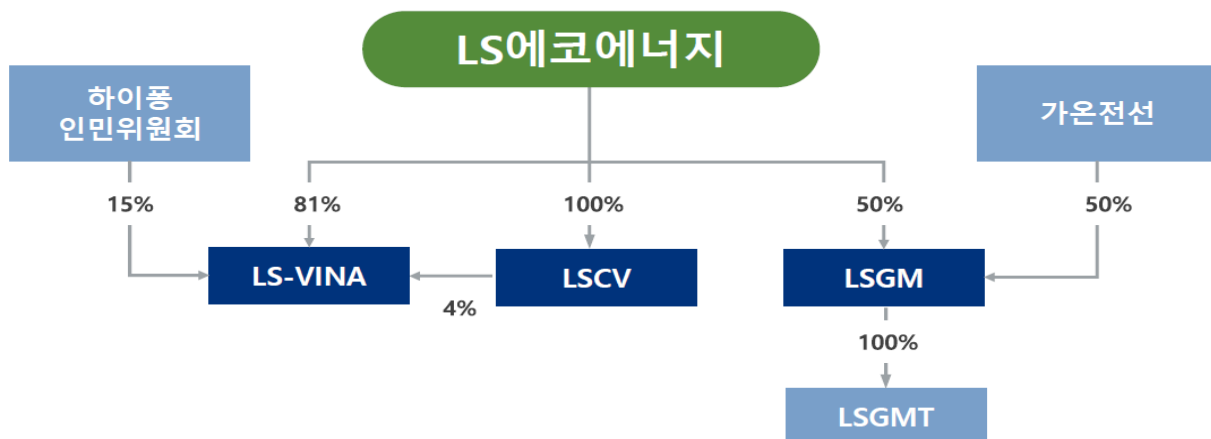 LS에코에너지
하이퐁
인민위원회
가온전선
15%
81%
100%
50%
50%
LS-VINA
LSCV
LSGM
4%
100%
LSGMT